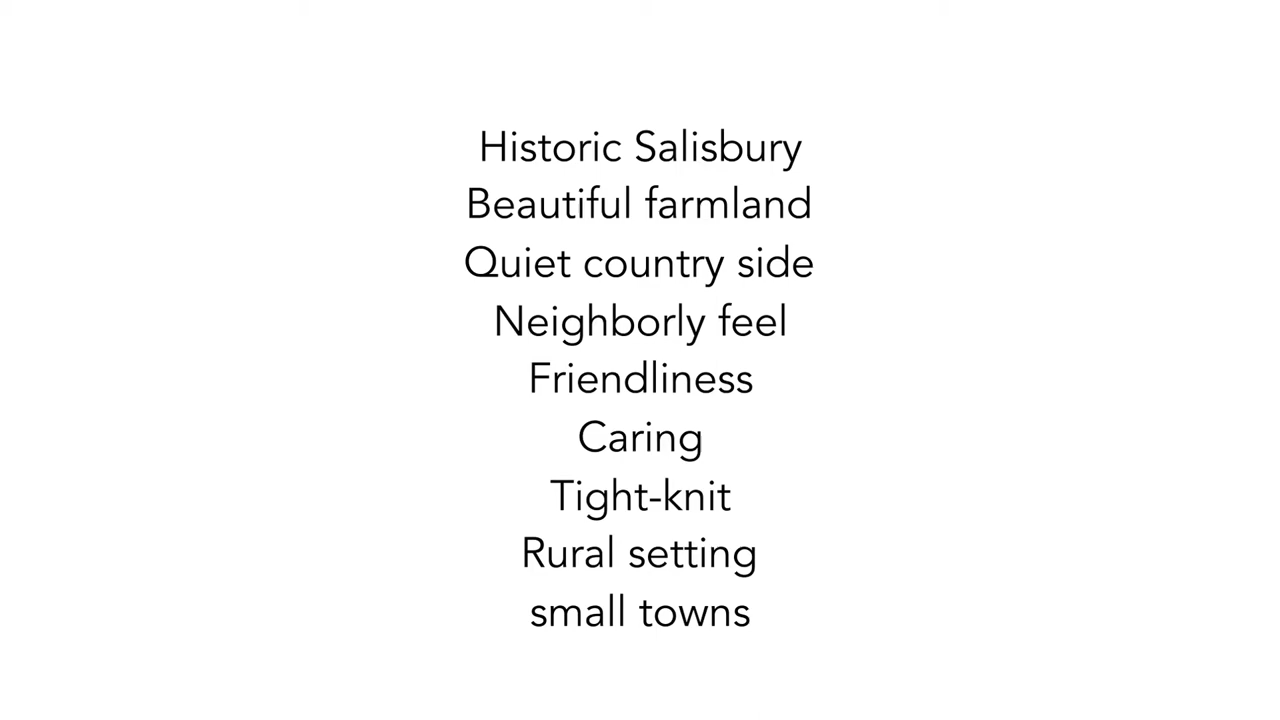 Historic Salisbury
Beautiful farmland
Quiet country side
Neighborly feel
Friendliness
Caring
Tight-knit
Rural setting
small towns